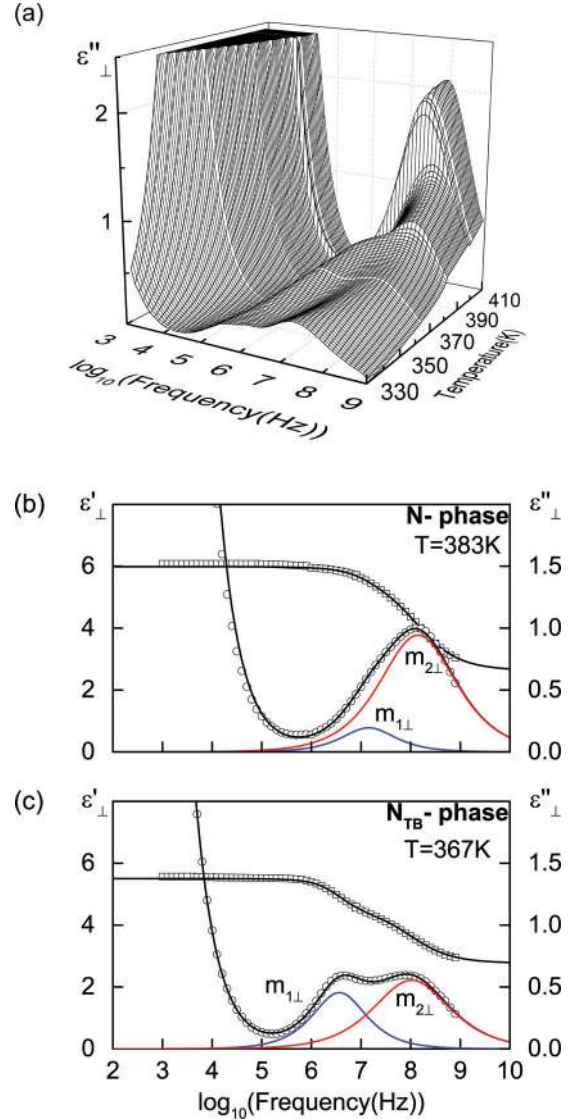 (a)
ε''⊥
2
1
3 4 5 6 7 8 9
log10(Frequency(Hz))
330 350 370 390 410
Temperature(K)
(b)
ε'⊥
ε''⊥
N- phase
T=383K
6
4
2
0
1.5
1.0
0.5
0.0
m2⊥
m1⊥
(c)
ε'⊥
ε''⊥
NTB- phase
T=367K
6
4
2
0
1.5
1.0
0.5
0.0
m1⊥
m2⊥
2 3 4 5 6 7 8 9 10
log10(Frequency(Hz))